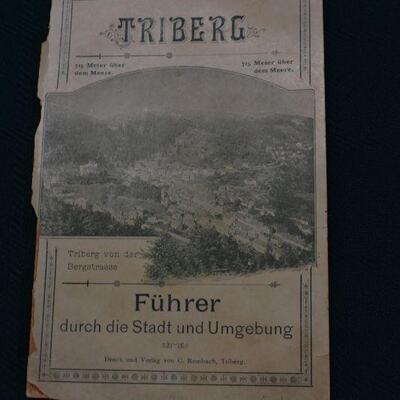 TRIBERG
715 Meter über
dem Meere.
715 Meter über
dem Meere.
Triberg von der
Bergstrasse
Führer
durch die Stadt und Umgebung
Druck und Verlag von C. Rombach, Triberg.